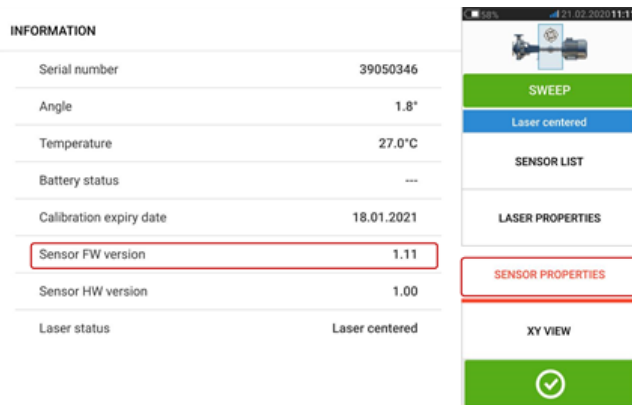 INFORMATION
Serial number 39050346
Angle 1.8°
Temperature 27.0°C
Battery status ---
Calibration expiry date 18.01.2021
Sensor FW version 1.11
Sensor HW version 1.00
Laser status Laser centered
58% 21.02.2020 11:11
SWEEP
Laser centered
SENSOR LIST
LASER PROPERTIES
SENSOR PROPERTIES
XY VIEW